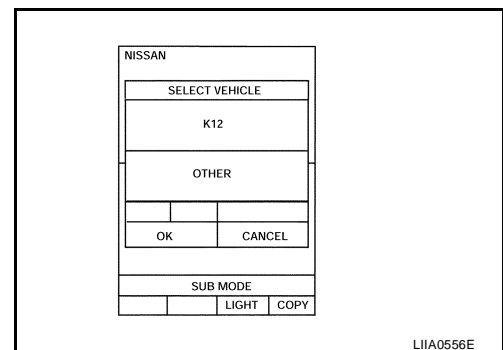 NISSAN
SELECT VEHICLE
K12
OTHER
OK CANCEL
SUB MODE
LIGHT COPY
LIIA0556E